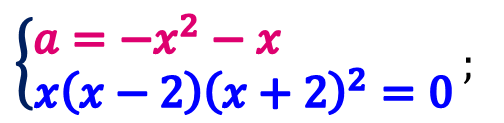 {a = −x² − x
x(x − 2)(x + 2)² = 0 ;